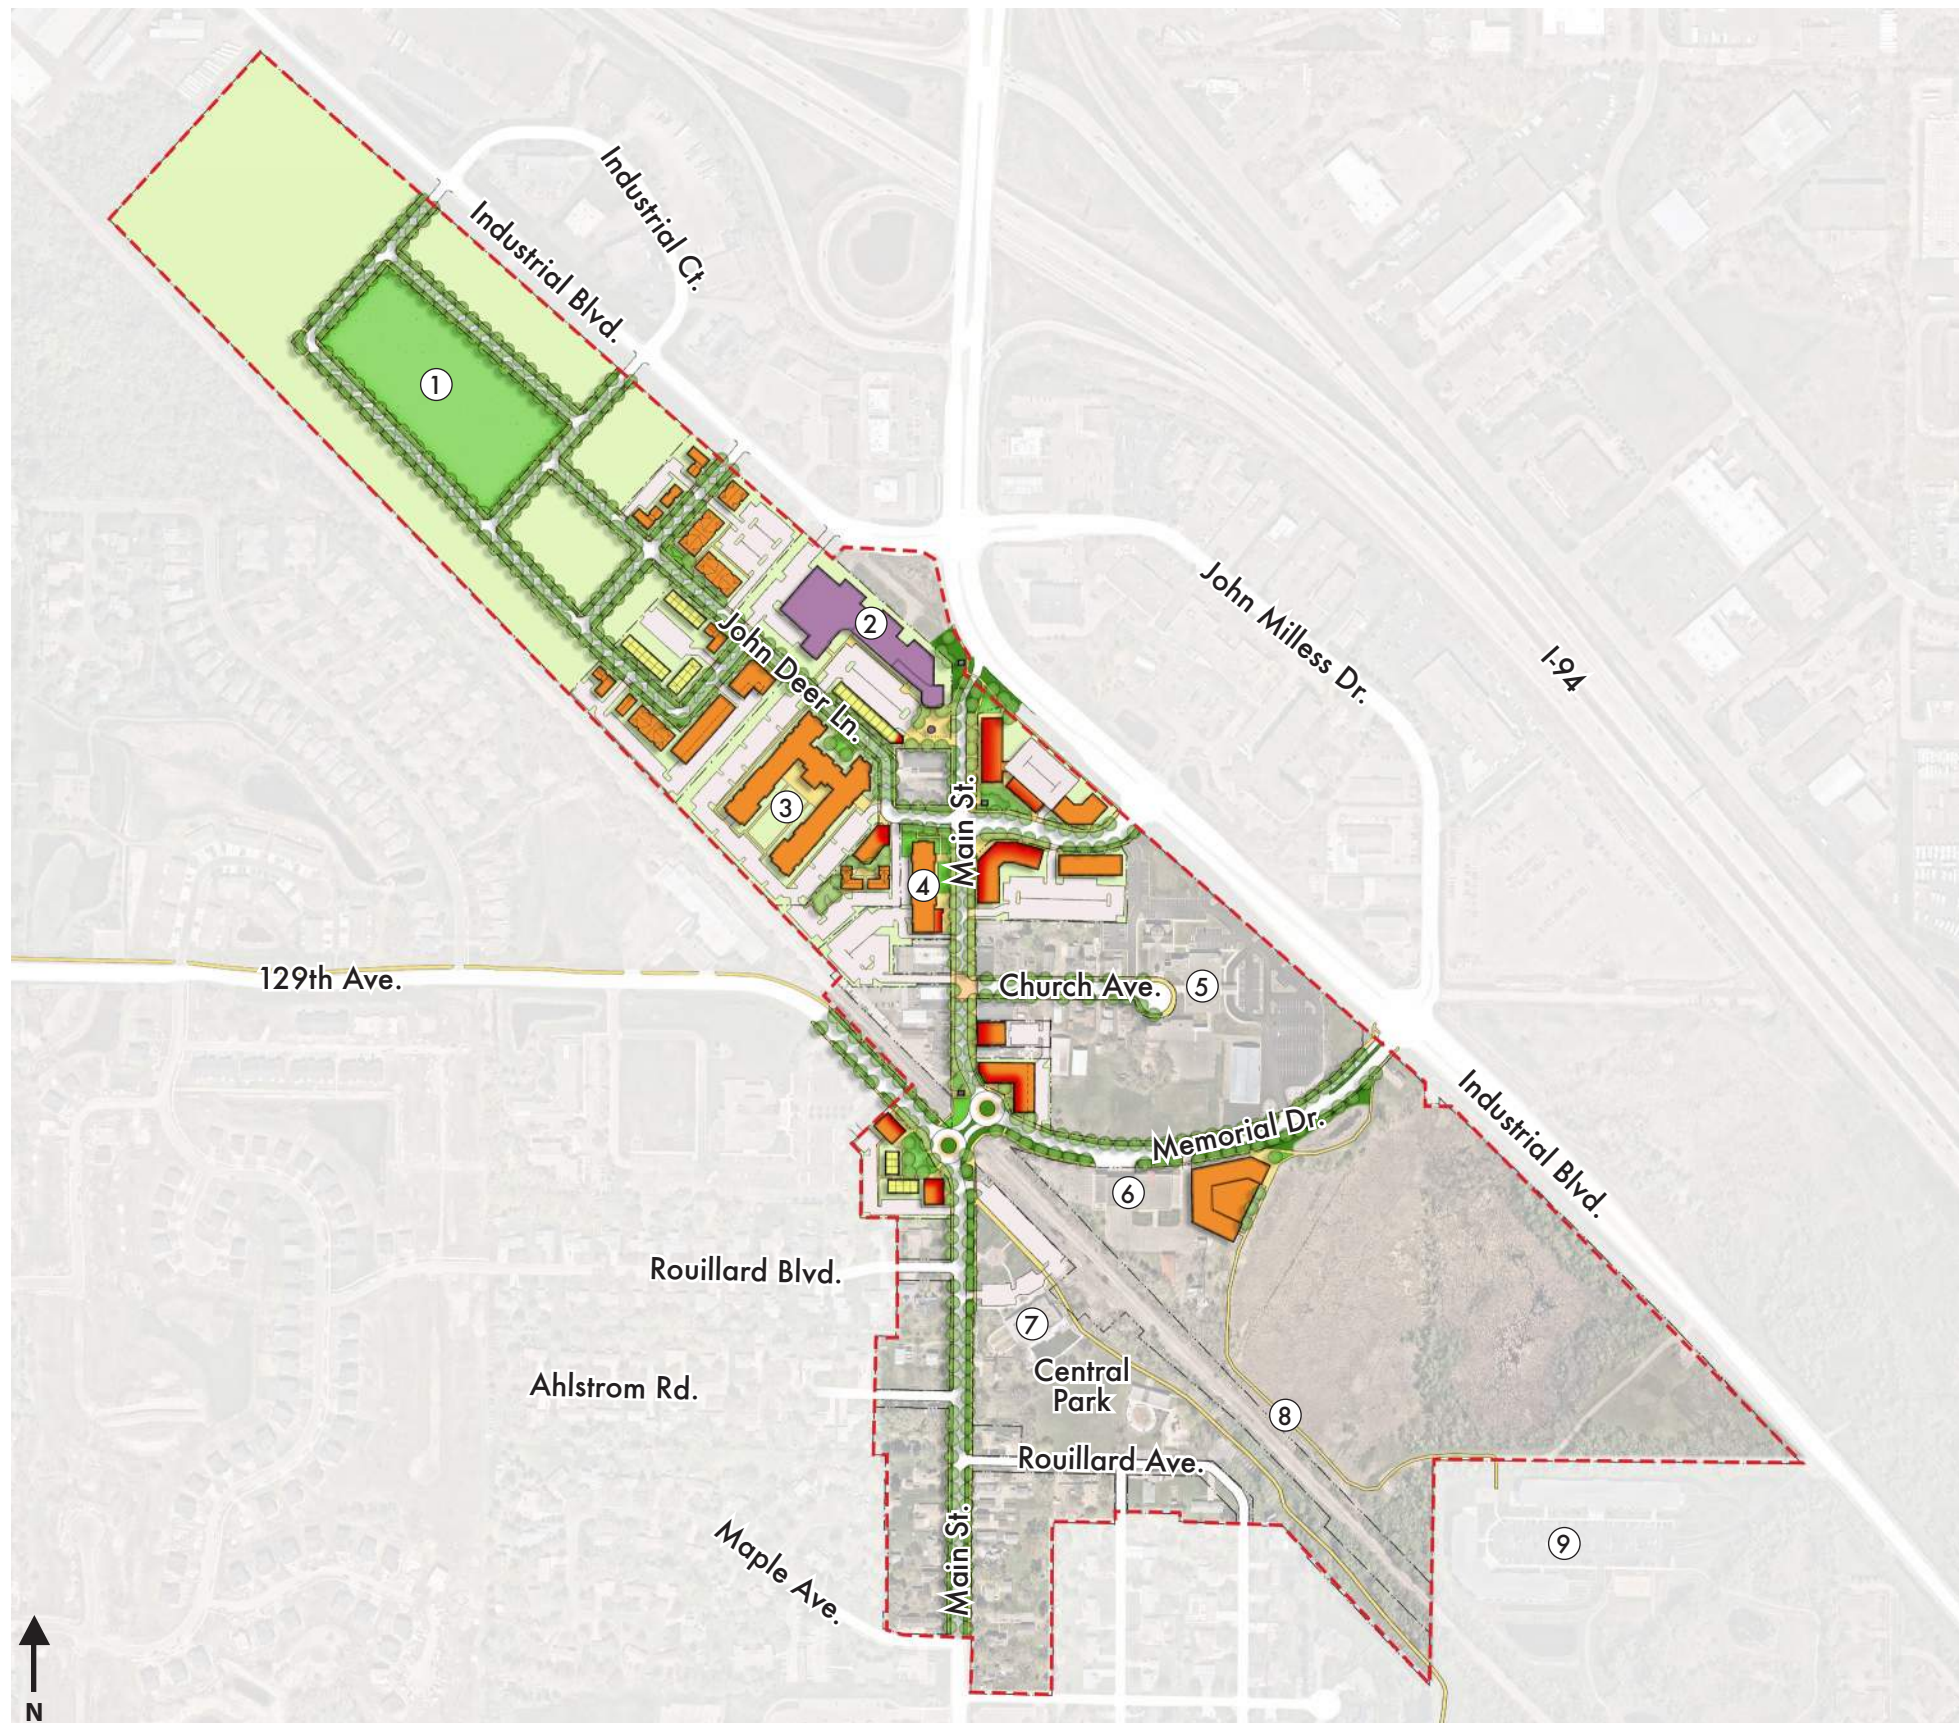 Industrial Ct.
Industrial Blvd.
1
John Milless Dr.
I-94
2
John Deer Ln.
3
Main St.
4
129th Ave.
Church Ave.
5
Industrial Blvd.
Memorial Dr.
6
Rouillard Blvd.
7
Central
Park
Ahlstrom Rd.
8
Rouillard Ave.
Maple Ave.
Main St.
9
N